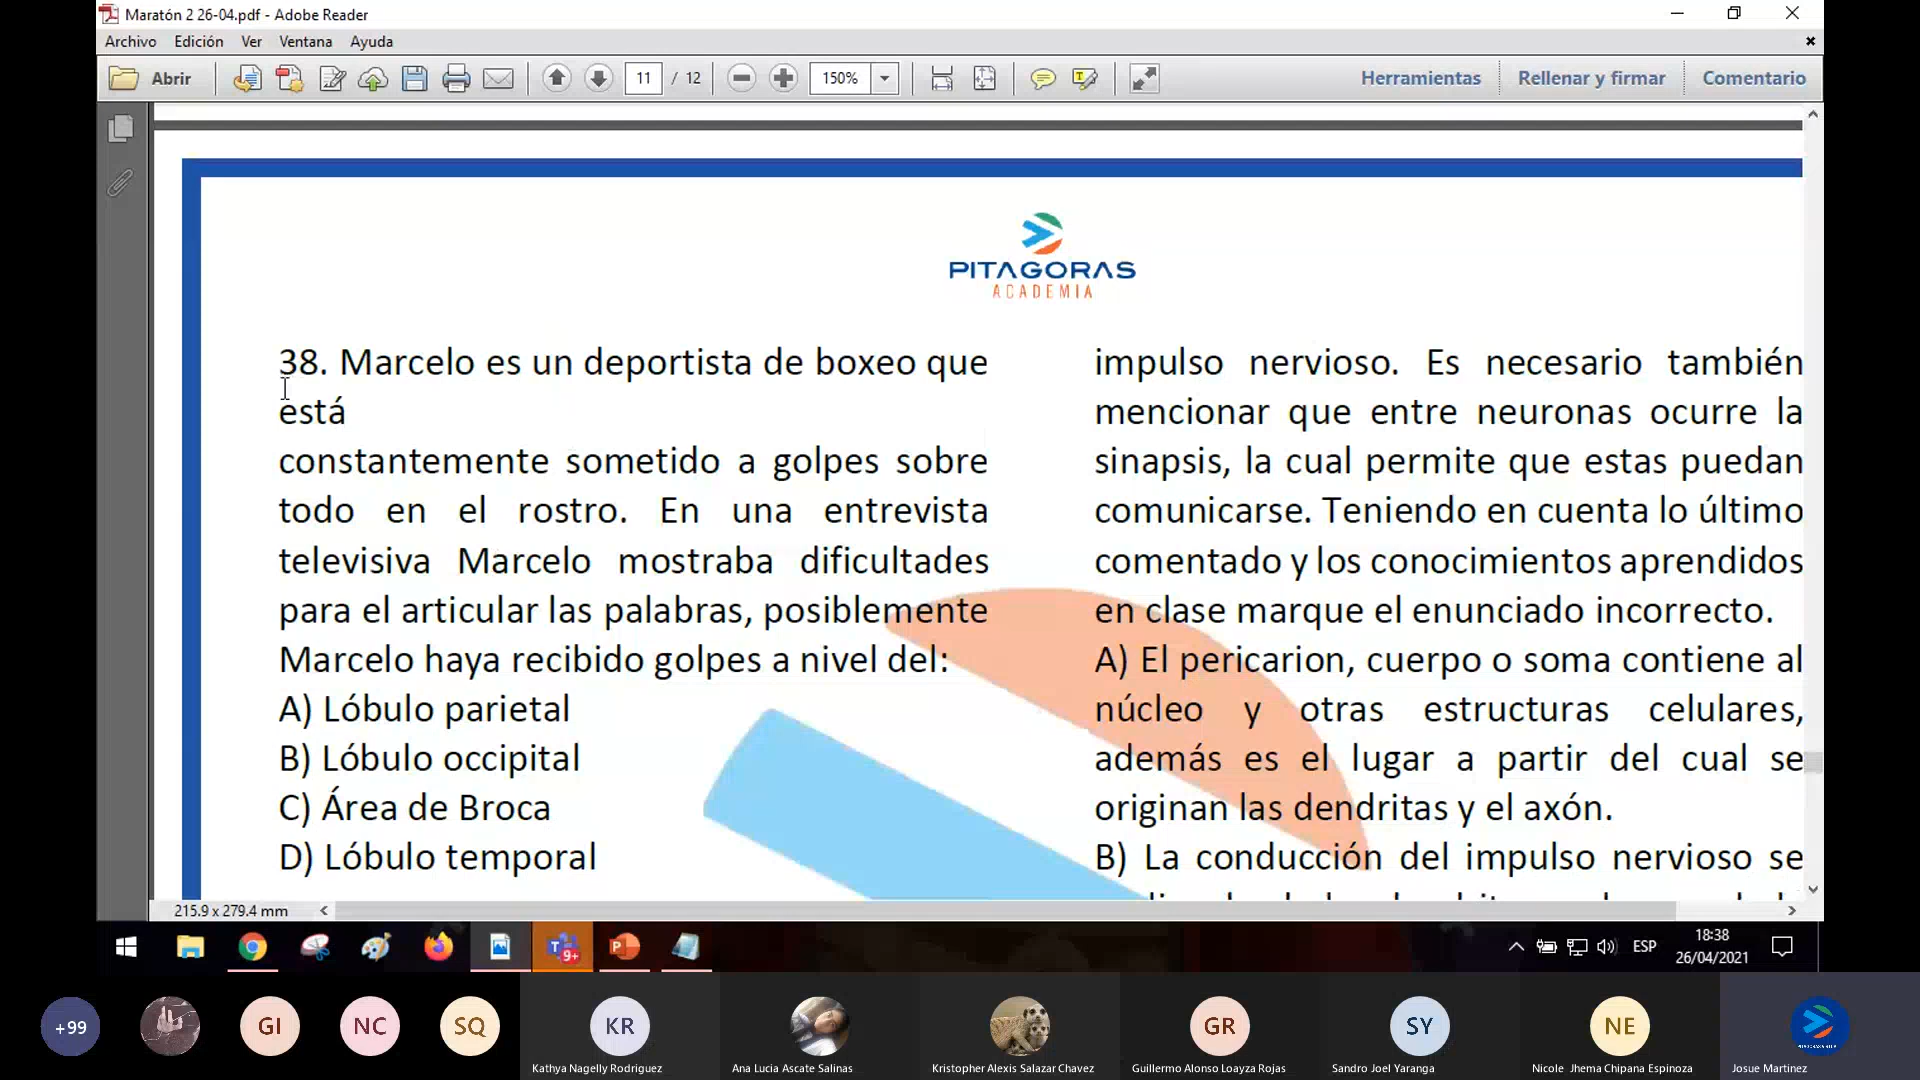 Maratón 2 26-04.pdf - Adobe Reader
Archivo Edición Ver Ventana Ayuda
Abrir 11 / 12 150% Herramientas Rellenar y firmar Comentario
PITAGORAS
ACADEMIA
38. Marcelo es un deportista de boxeo que
está
constantemente sometido a golpes sobre
todo en el rostro. En una entrevista
televisiva Marcelo mostraba dificultades
para el articular las palabras, posiblemente
Marcelo haya recibido golpes a nivel del:
A) Lóbulo parietal
B) Lóbulo occipital
C) Área de Broca
D) Lóbulo temporal
impulso nervioso. Es necesario también
mencionar que entre neuronas ocurre la
sinapsis, la cual permite que estas puedan
comunicarse. Teniendo en cuenta lo último
comentado y los conocimientos aprendidos
en clase marque el enunciado incorrecto.
A) El pericarion, cuerpo o soma contiene al
núcleo y otras estructuras celulares,
además es el lugar a partir del cual se
originan las dendritas y el axón.
B) La conducción del impulso nervioso se
215.9 x 279.4 mm
9+
ESP
18:38
26/04/2021
+99 GI NC SQ KR GR SY NE
Kathya Nagelly Rodriguez
Ana Lucia Ascate Salinas
Kristopher Alexis Salazar Chavez
Guillermo Alonso Loayza Rojas
Sandro Joel Yaranga
Nicole Jhema Chipana Espinoza
Josue Martinez